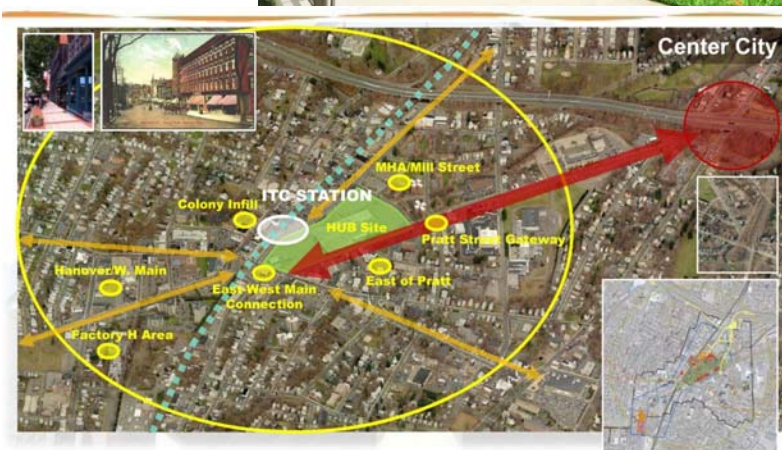 Center City
MHA/Mill Street
ITC STATION
Colony Infill
HUB Site
Pratt Street Gateway
Hanover/W. Main
East of Pratt
East-West Main
Connection
Factory H Area